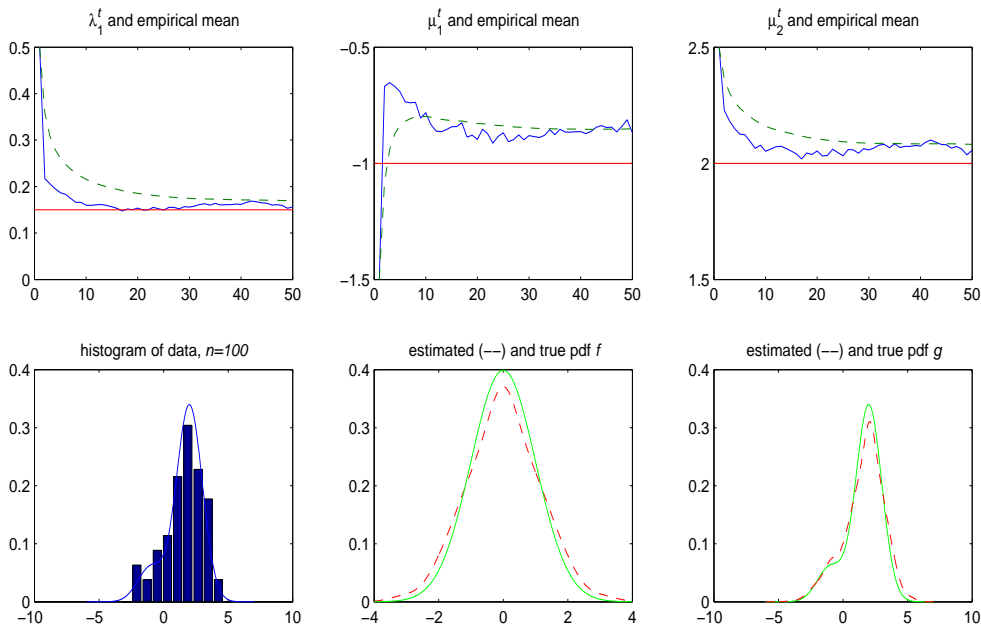 λ₁ᵗ and empirical mean
0.5
0.4
0.3
0.2
0.1
0
0 10 20 30 40 50
μ₁ᵗ and empirical mean
−0.5
−1
−1.5
0 10 20 30 40 50
μ₂ᵗ and empirical mean
2.5
2
1.5
0 10 20 30 40 50
histogram of data, n=100
0.4
0.3
0.2
0.1
0
−10 −5 0 5 10
estimated (−−) and true pdf f
0.4
0.3
0.2
0.1
0
−4 −2 0 2 4
estimated (−−) and true pdf g
0.4
0.3
0.2
0.1
0
−10 −5 0 5 10